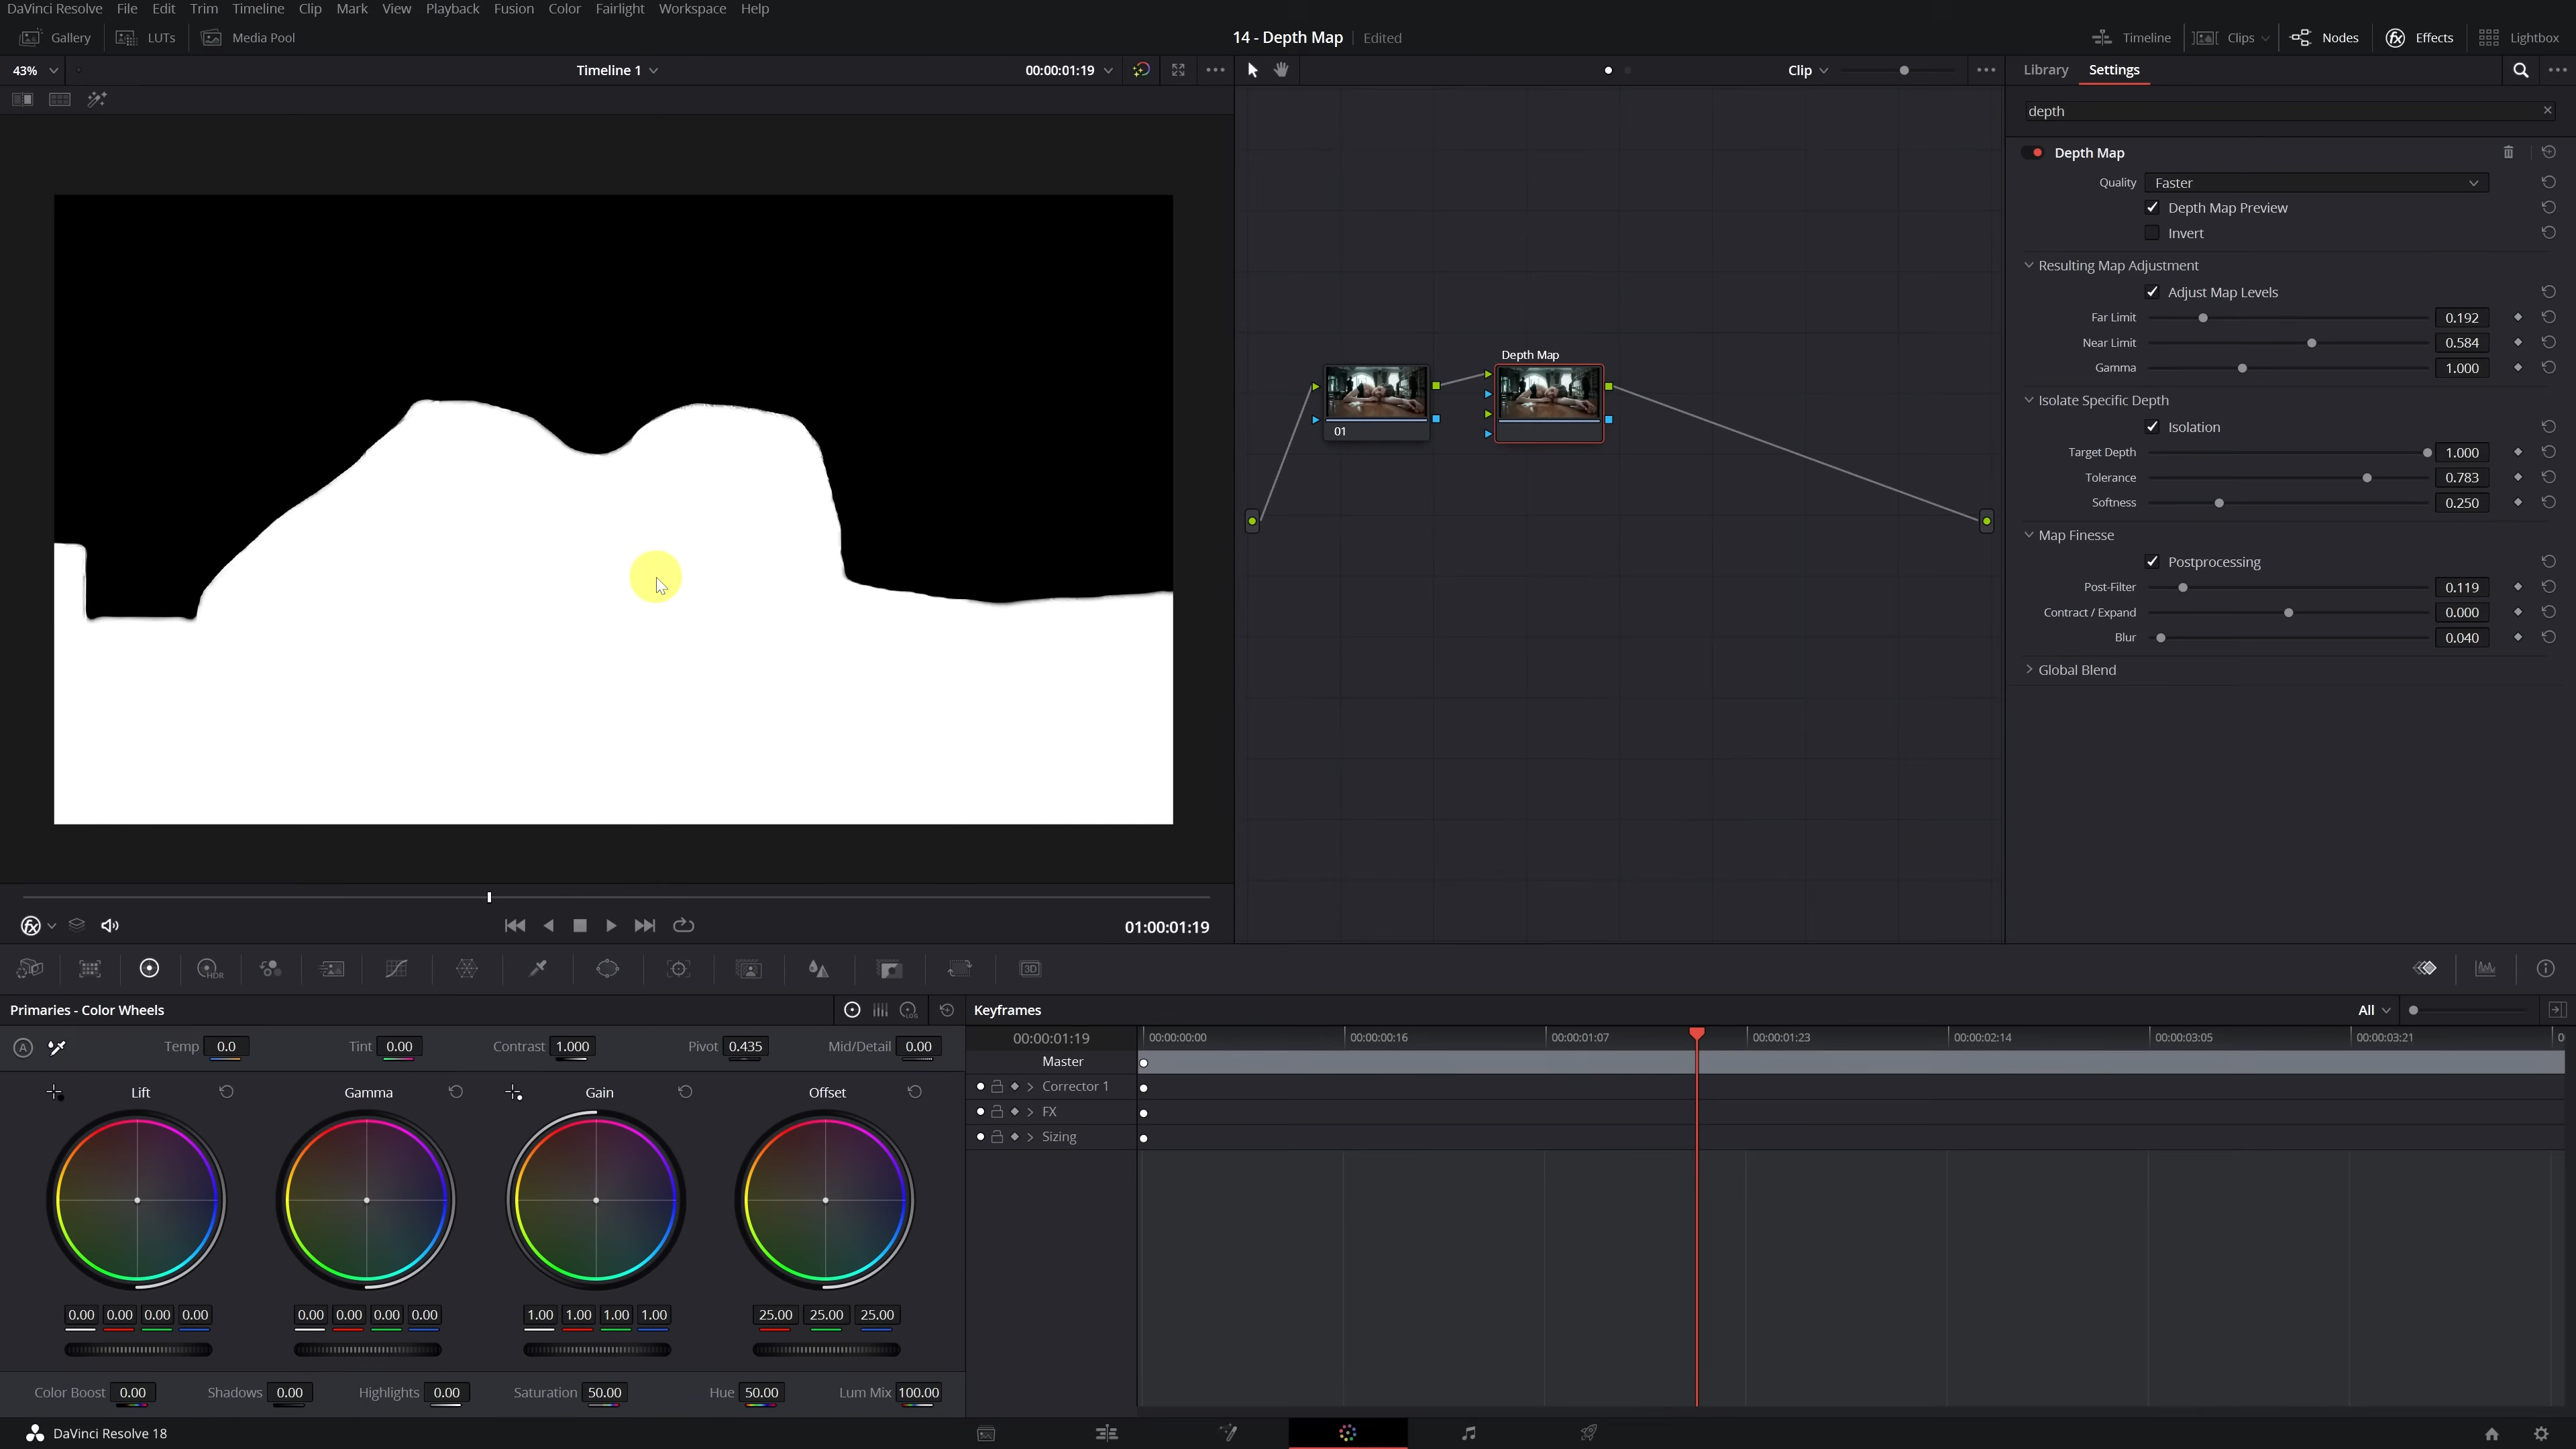 DaVinci Resolve File Edit Trim Timeline Clip Mark View Playback Fusion Color Fairlight Workspace Help
Gallery LUTs Media Pool 14 - Depth Map Edited Timeline Clips Nodes Effects Lightbox
43% Timeline 1 00:00:01:19 Clip Library Settings
depth
Depth Map
Quality Faster
Depth Map Preview
Invert
Resulting Map Adjustment
Adjust Map Levels
Far Limit 0.192
Near Limit 0.584
Gamma 1.000
Isolate Specific Depth
Isolation
Target Depth 1.000
Tolerance 0.783
Softness 0.250
Map Finesse
Postprocessing
Post-Filter 0.119
Contract / Expand 0.000
Blur 0.040
Global Blend
Depth Map
01
01:00:01:19
HDR
3D
Primaries - Color Wheels LOG Keyframes All
A Temp 0.0 Tint 0.00 Contrast 1.000 Pivot 0.435 Mid/Detail 0.00
00:00:01:19 00:00:00:00 00:00:00:16 00:00:01:07 00:00:01:23 00:00:02:14 00:00:03:05 00:00:03:21 0
Master
Corrector 1
FX
Sizing
Lift Gamma Gain Offset
0.00 0.00 0.00 0.00 0.00 0.00 0.00 0.00 1.00 1.00 1.00 1.00 25.00 25.00 25.00
Color Boost 0.00 Shadows 0.00 Highlights 0.00 Saturation 50.00 Hue 50.00 Lum Mix 100.00
DaVinci Resolve 18